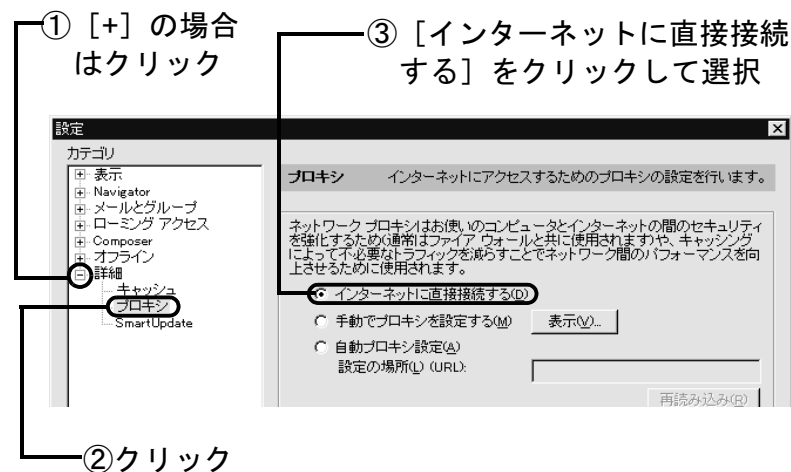 ①［+］の場合
はクリック
③［インターネットに直接接続
する］をクリックして選択
設定
カテゴリ
表示
Navigator
メールとグループ
ローミング アクセス
Composer
オフライン
詳細
キャッシュ
プロキシ
SmartUpdate
プロキシ　インターネットにアクセスするためのプロキシの設定を行います。
ネットワーク プロキシはお使いのコンピュータとインターネットの間のセキュリティ
を強化するため(通常はファイア ウォールと共に使用されます)や、キャッシング
によって不必要なトラフィックを減らすことでネットワーク間のパフォーマンスを向
上させるために使用されます。
インターネットに直接接続する(D)
手動でプロキシを設定する(M)　表示(V)...
自動プロキシ設定(A)
設定の場所(L) (URL):
再読み込み(R)
②クリック